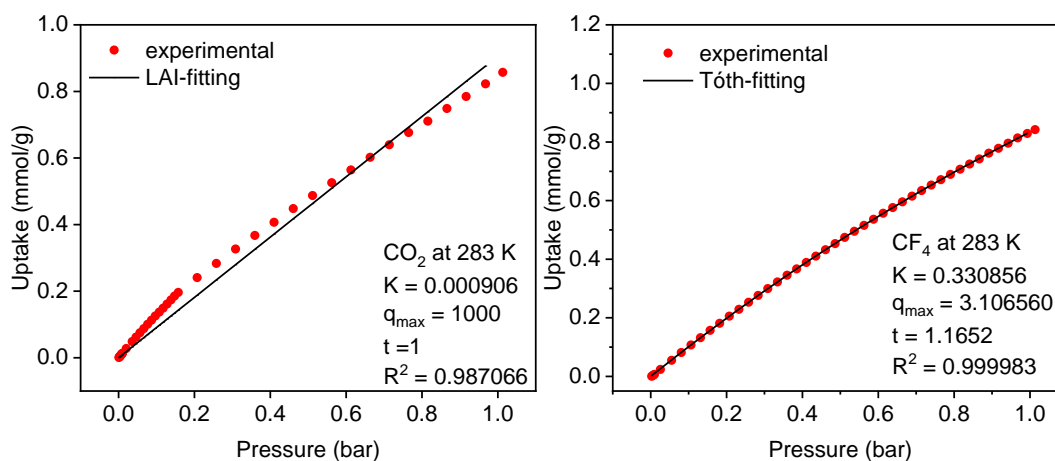 1.0
0.8
0.6
0.4
0.2
0.0
Uptake (mmol/g)
experimental
LAI-fitting
CO₂ at 283 K
K = 0.000906
qₘₐₓ = 1000
t =1
R² = 0.987066
0.0 0.2 0.4 0.6 0.8 1.0
Pressure (bar)
1.2
1.0
0.8
0.6
0.4
0.2
0.0
Uptake (mmol/g)
experimental
Tóth-fitting
CF₄ at 283 K
K = 0.330856
qₘₐₓ = 3.106560
t = 1.1652
R² = 0.999983
0.0 0.2 0.4 0.6 0.8 1.0
Pressure (bar)